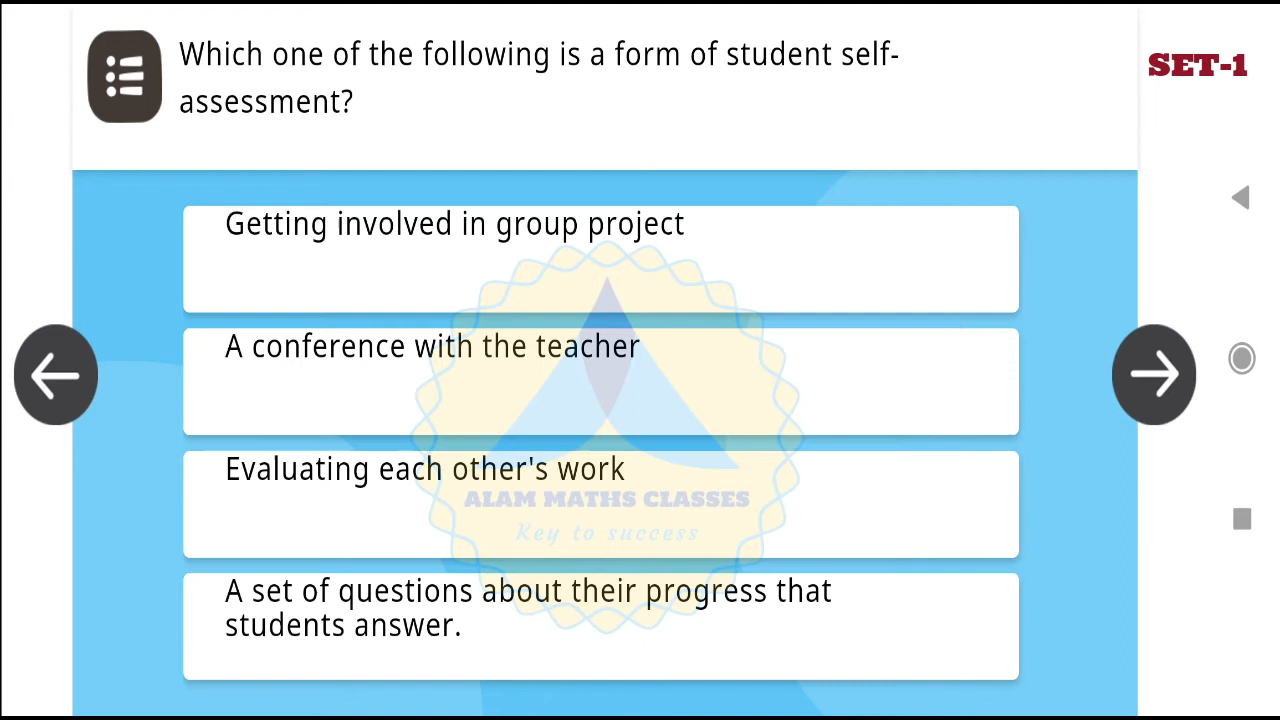 Which one of the following is a form of student self-
assessment?
SET-1
Getting involved in group project
A conference with the teacher
Evaluating each other's work
ALAM MATHS CLASSES
Key to success
A set of questions about their progress that
students answer.